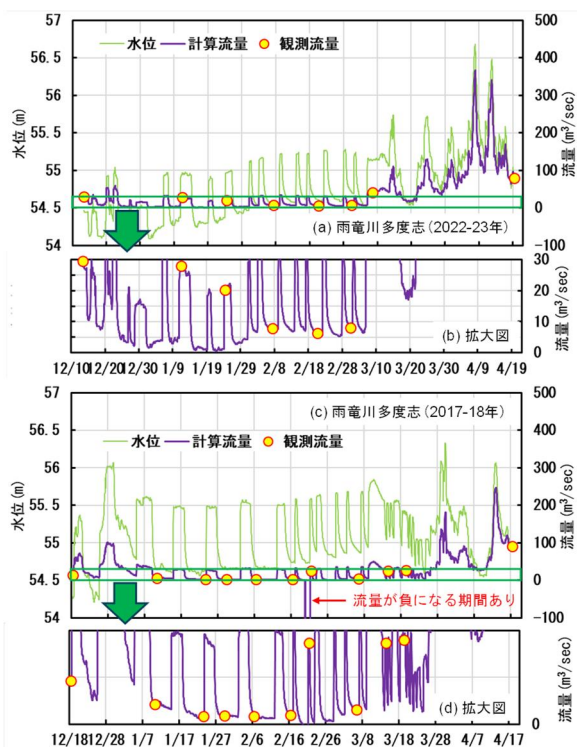 57
56.5
56
55.5
55
54.5
54
水位(m)
水位 計算流量 観測流量
500
400
300
200
100
0
−100
流量(m³/sec)
(a) 雨竜川多度志(2022-23年)
30
20
10
0
流量(m³/sec)
(b) 拡大図
12/10 12/20 12/30 1/9 1/19 1/29 2/8 2/18 2/28 3/10 3/20 3/30 4/9 4/19
57
56.5
56
55.5
55
54.5
54
水位(m)
(c) 雨竜川多度志(2017-18年)
水位 計算流量 観測流量
500
400
300
200
100
0
−100
流量(m³/sec)
流量が負になる期間あり
30
20
10
0
流量(m³/sec)
(d) 拡大図
12/18 12/28 1/7 1/17 1/27 2/6 2/16 2/26 3/8 3/18 3/28 4/7 4/17